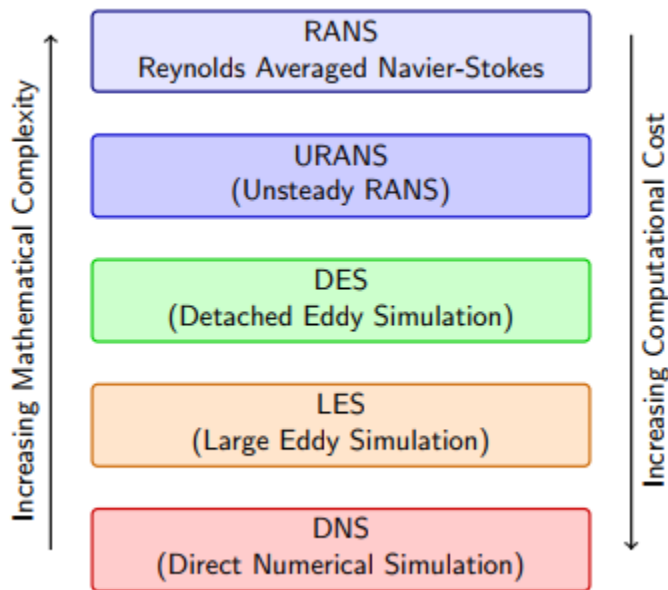 RANS
Reynolds Averaged Navier-Stokes
URANS
(Unsteady RANS)
DES
(Detached Eddy Simulation)
LES
(Large Eddy Simulation)
DNS
(Direct Numerical Simulation)
Increasing Mathematical Complexity
Increasing Computational Cost